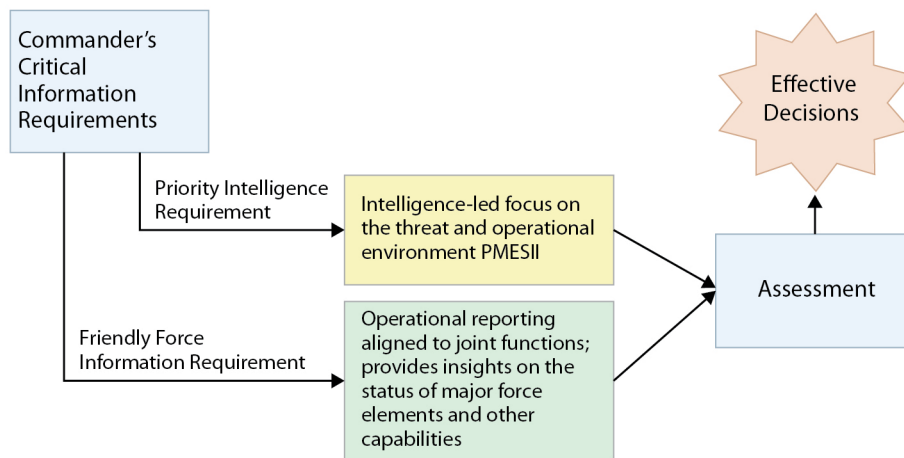 Commander’s
Critical
Information
Requirements
Effective
Decisions
Priority Intelligence
Requirement
Intelligence-led focus on
the threat and operational
environment PMESII
Assessment
Friendly Force
Information Requirement
Operational reporting
aligned to joint functions;
provides insights on the
status of major force
elements and other
capabilities